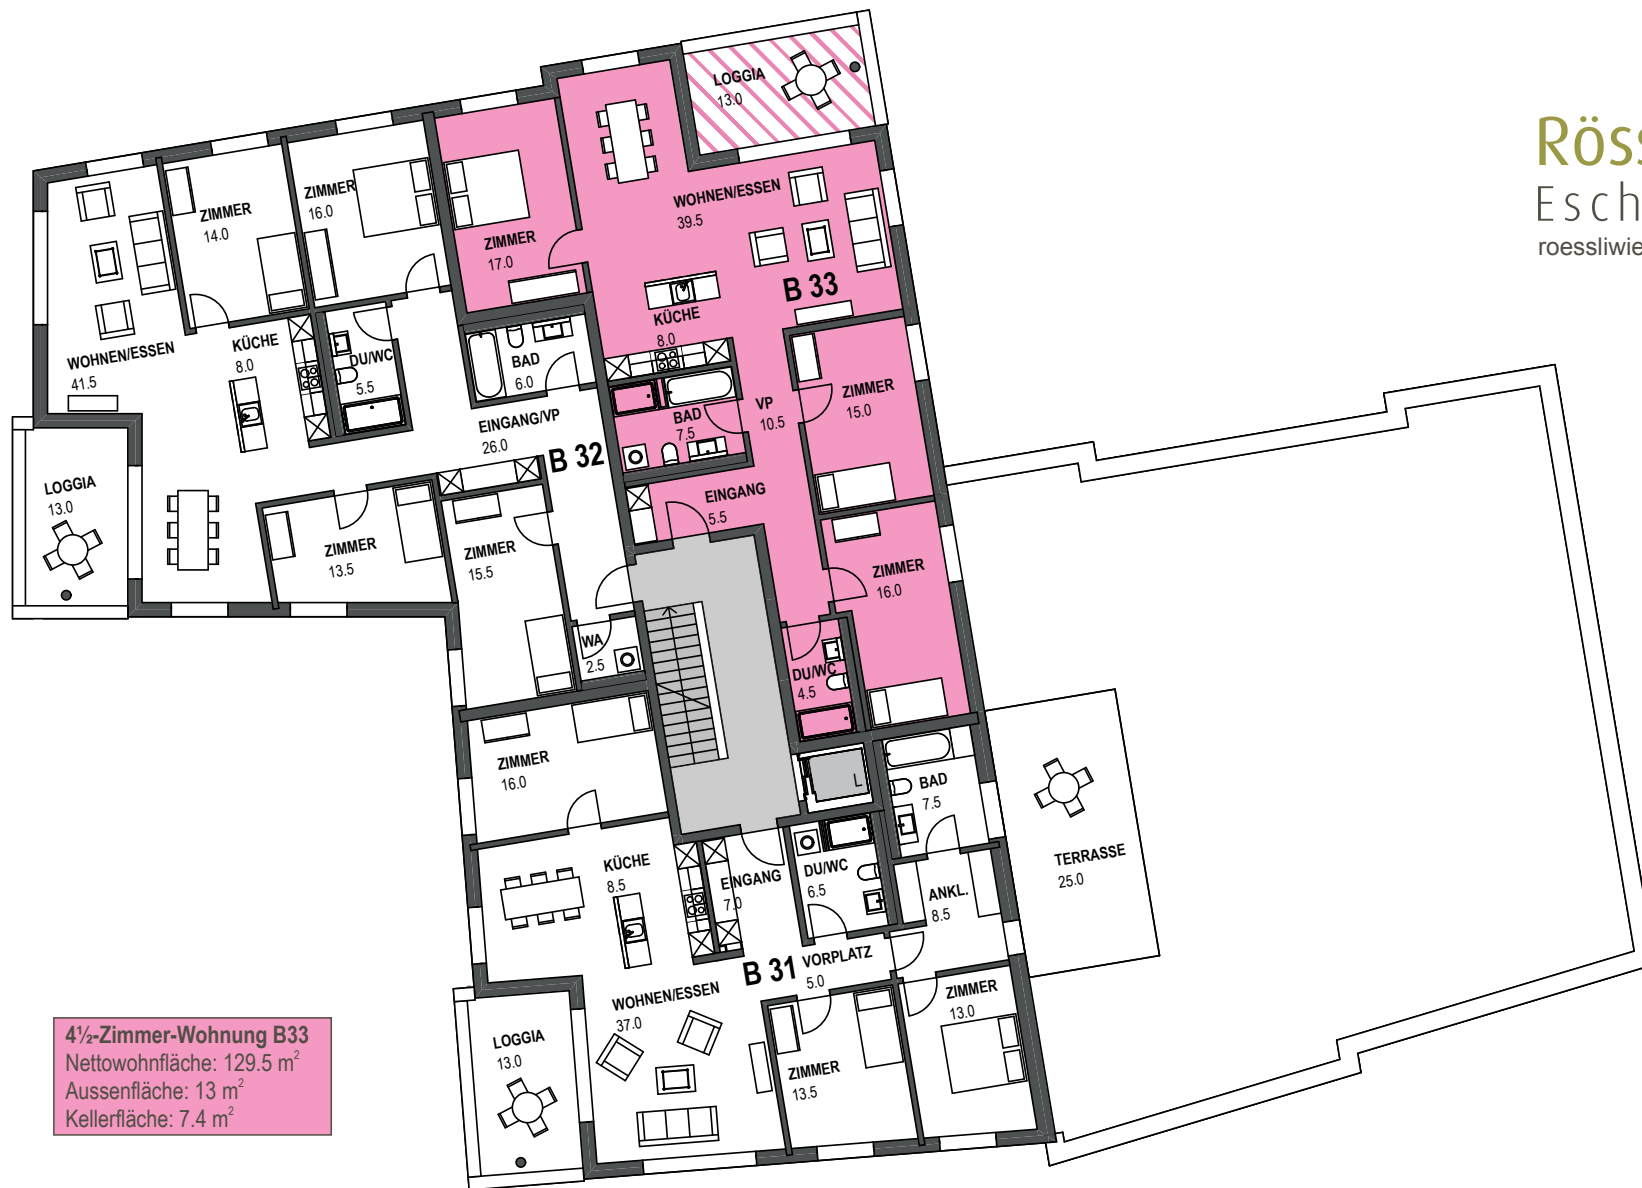 LOGGIA
13.0
Röss
Esch
roessliwie
WOHNEN/ESSEN
39.5
ZIMMER
17.0
ZIMMER
16.0
ZIMMER
14.0
B 33
KÜCHE
8.0
WOHNEN/ESSEN
41.5
KÜCHE
8.0
DU/WC
5.5
BAD
6.0
ZIMMER
15.0
VP
10.5
BAD
7.5
EINGANG/VP
26.0
B 32
EINGANG
5.5
LOGGIA
13.0
ZIMMER
13.5
ZIMMER
15.5
ZIMMER
16.0
WA
2.5
DU/WC
4.5
ZIMMER
16.0
L
BAD
7.5
TERRASSE
25.0
KÜCHE
8.5
EINGANG
7.0
DU/WC
6.5
ANKL.
8.5
B 31
VORPLATZ
5.0
WOHNEN/ESSEN
37.0
ZIMMER
13.0
LOGGIA
13.0
ZIMMER
13.5
4½-Zimmer-Wohnung B33
Nettowohnfläche: 129.5 m²
Aussenfläche: 13 m²
Kellerfläche: 7.4 m²